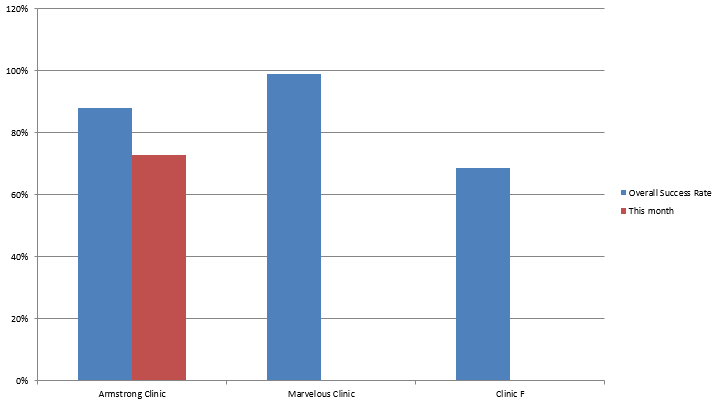 120%
100%
80%
60%
40%
20%
0%
Armstrong Clinic
Marvelous Clinic
Clinic F
Overall Success Rate
This month